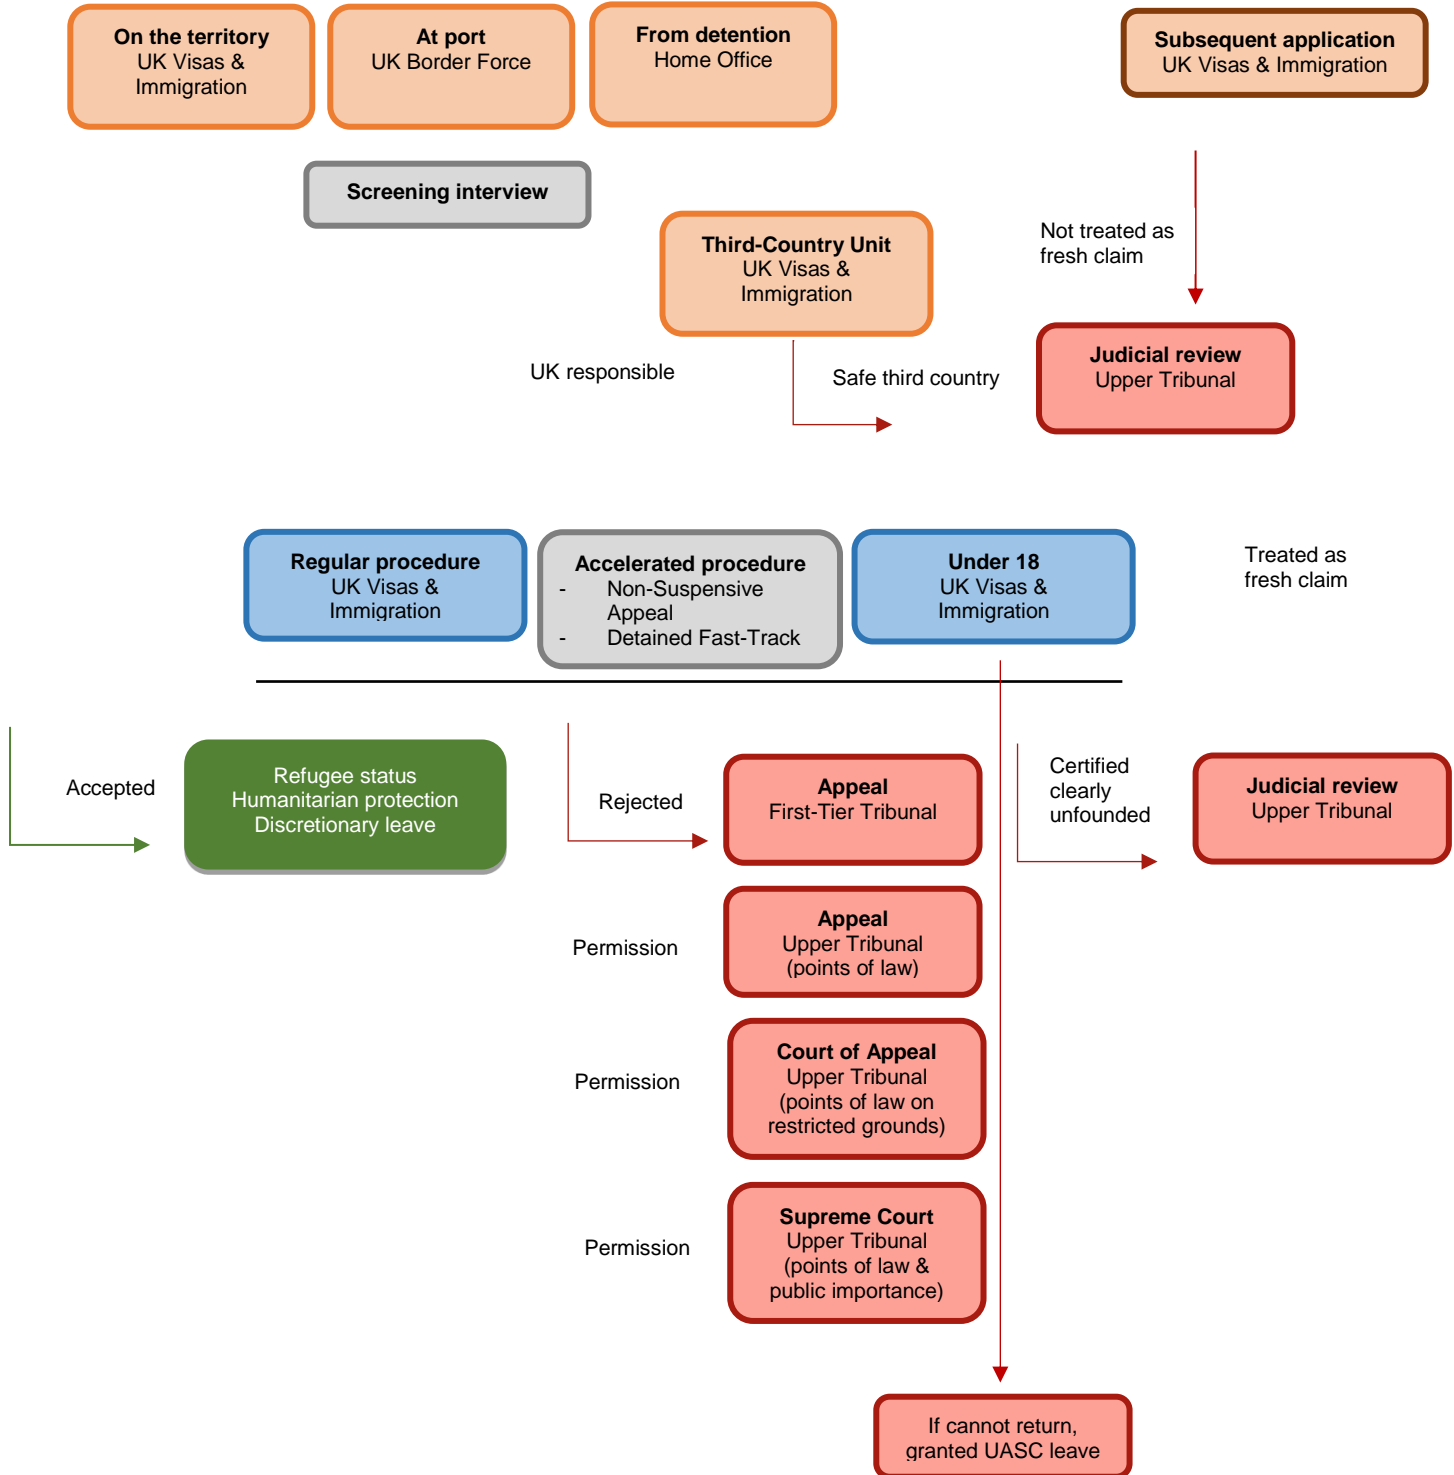 On the territory
UK Visas &
Immigration
At port
UK Border Force
From detention
Home Office
Subsequent application
UK Visas & Immigration
Screening interview
Third-Country Unit
UK Visas &
Immigration
Not treated as
fresh claim
UK responsible
Safe third country
Judicial review
Upper Tribunal
Regular procedure
UK Visas &
Immigration
Accelerated procedure
- Non-Suspensive
Appeal
- Detained Fast-Track
Under 18
UK Visas &
Immigration
Treated as
fresh claim
Accepted
Refugee status
Humanitarian protection
Discretionary leave
Rejected
Appeal
First-Tier Tribunal
Certified
clearly
unfounded
Judicial review
Upper Tribunal
Permission
Appeal
Upper Tribunal
(points of law)
Permission
Court of Appeal
Upper Tribunal
(points of law on
restricted grounds)
Permission
Supreme Court
Upper Tribunal
(points of law &
public importance)
If cannot return,
granted UASC leave